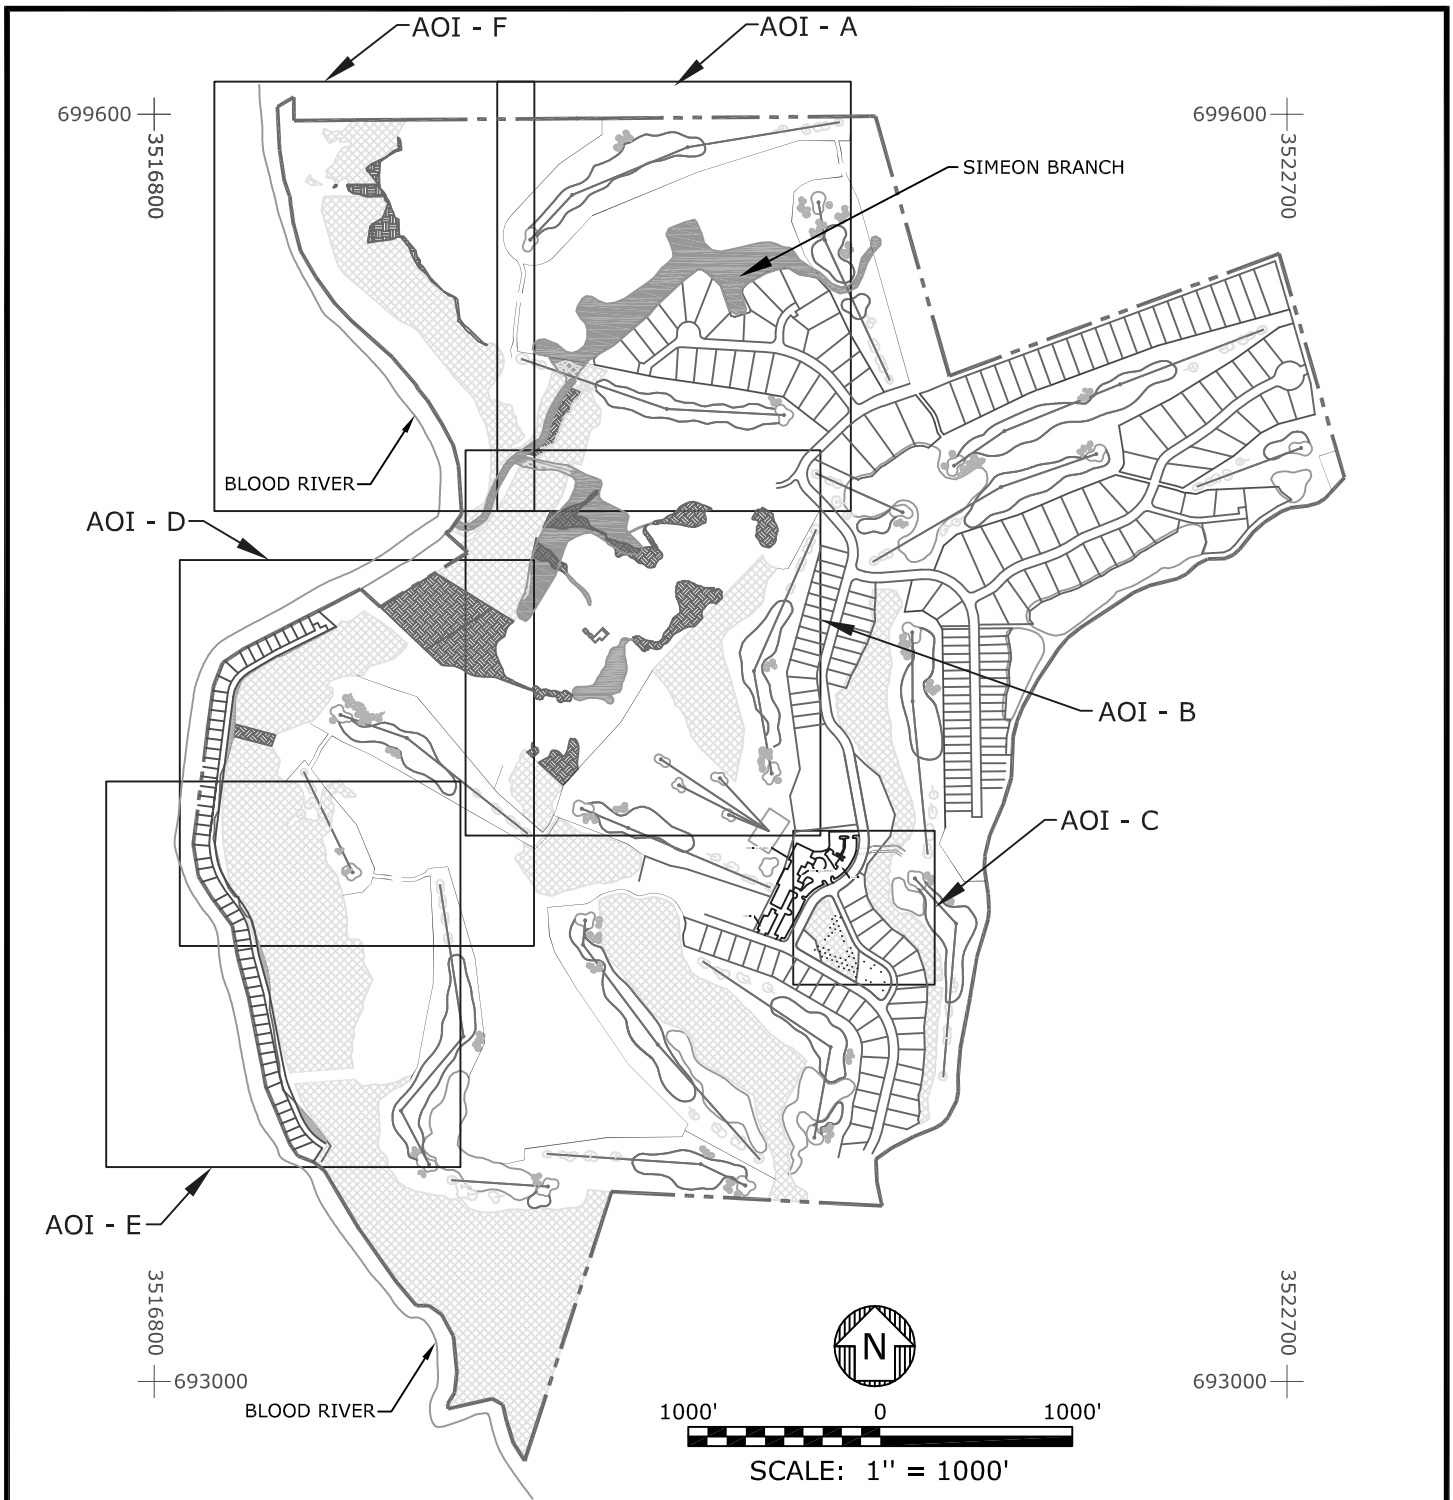 AOI - F
AOI - A
699600
3516800
699600
3522700
SIMEON BRANCH
BLOOD RIVER
AOI - D
AOI - B
AOI - C
AOI - E
3516800
693000
3522700
693000
BLOOD RIVER
N
1000' 0 1000'
SCALE: 1" = 1000'